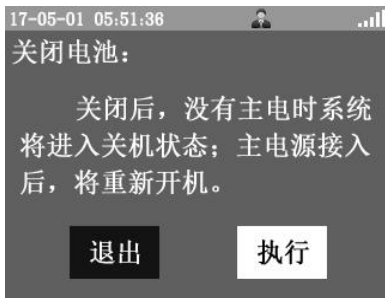 17-05-01 05:51:36
关闭电池：
关闭后，没有主电时系统
将进入关机状态；主电源接入
后，将重新开机。
退出 执行